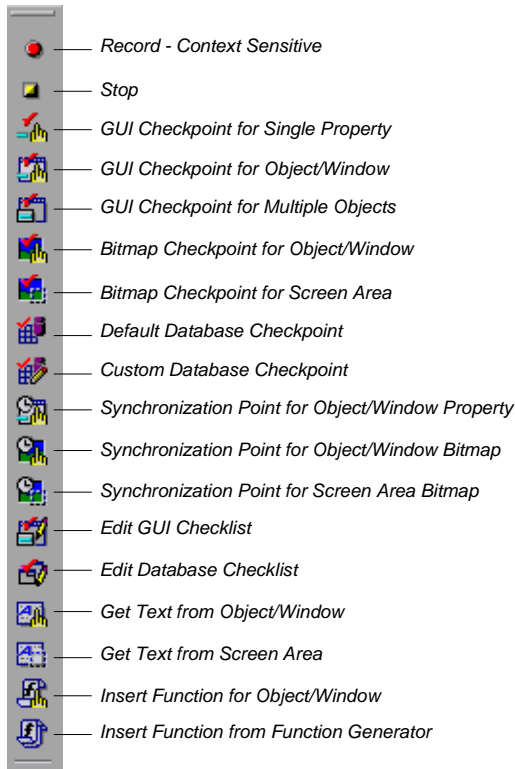 Record - Context Sensitive
Stop
GUI Checkpoint for Single Property
GUI Checkpoint for Object/Window
GUI Checkpoint for Multiple Objects
Bitmap Checkpoint for Object/Window
Bitmap Checkpoint for Screen Area
Default Database Checkpoint
Custom Database Checkpoint
Synchronization Point for Object/Window Property
Synchronization Point for Object/Window Bitmap
Synchronization Point for Screen Area Bitmap
Edit GUI Checklist
Edit Database Checklist
Get Text from Object/Window
Get Text from Screen Area
Insert Function for Object/Window
Insert Function from Function Generator